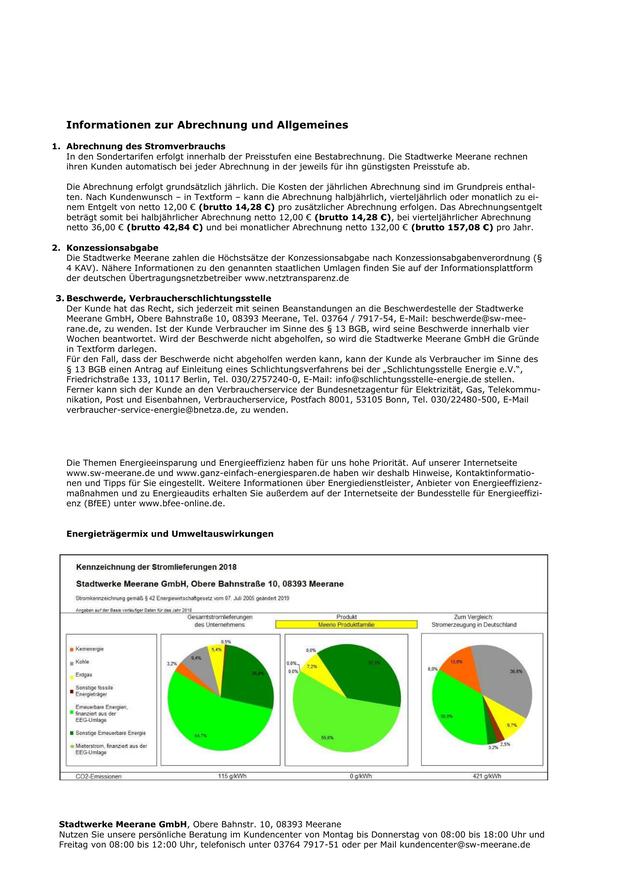 Informationen zur Abrechnung und Allgemeines
1. Abrechnung des Stromverbrauchs
In den Sondertarifen erfolgt innerhalb der Preisstufen eine Bestabrechnung. Die Stadtwerke Meerane rechnen
ihren Kunden automatisch bei jeder Abrechnung in der jeweils für ihn günstigsten Preisstufe ab.
Die Abrechnung erfolgt grundsätzlich jährlich. Die Kosten der jährlichen Abrechnung sind im Grundpreis enthal-
ten. Nach Kundenwunsch – in Textform – kann die Abrechnung halbjährlich, vierteljährlich oder monatlich zu ei-
nem Entgelt von netto 12,00 € (brutto 14,28 €) pro zusätzlicher Abrechnung erfolgen. Das Abrechnungsentgelt
beträgt somit bei halbjährlicher Abrechnung netto 12,00 € (brutto 14,28 €), bei vierteljährlicher Abrechnung
netto 36,00 € (brutto 42,84 €) und bei monatlicher Abrechnung netto 132,00 € (brutto 157,08 €) pro Jahr.
2. Konzessionsabgabe
Die Stadtwerke Meerane zahlen die Höchstsätze der Konzessionsabgabe nach Konzessionsabgabenverordnung (§
4 KAV). Nähere Informationen zu den genannten staatlichen Umlagen finden Sie auf der Informationsplattform
der deutschen Übertragungsnetzbetreiber www.netztransparenz.de
3. Beschwerde, Verbraucherschlichtungsstelle
Der Kunde hat das Recht, sich jederzeit mit seinen Beanstandungen an die Beschwerdestelle der Stadtwerke
Meerane GmbH, Obere Bahnstraße 10, 08393 Meerane, Tel. 03764 / 7917-54, E-Mail: beschwerde@sw-mee-
rane.de, zu wenden. Ist der Kunde Verbraucher im Sinne des § 13 BGB, wird seine Beschwerde innerhalb vier
Wochen beantwortet. Wird der Beschwerde nicht abgeholfen, so wird die Stadtwerke Meerane GmbH die Gründe
in Textform darlegen.
Für den Fall, dass der Beschwerde nicht abgeholfen werden kann, kann der Kunde als Verbraucher im Sinne des
§ 13 BGB einen Antrag auf Einleitung eines Schlichtungsverfahrens bei der „Schlichtungsstelle Energie e.V.“,
Friedrichstraße 133, 10117 Berlin, Tel. 030/2757240-0, E-Mail: info@schlichtungsstelle-energie.de stellen.
Ferner kann sich der Kunde an den Verbraucherservice der Bundesnetzagentur für Elektrizität, Gas, Telekommu-
nikation, Post und Eisenbahnen, Verbraucherservice, Postfach 8001, 53105 Bonn, Tel. 030/22480-500, E-Mail
verbraucher-service-energie@bnetza.de, zu wenden.
Die Themen Energieeinsparung und Energieeffizienz haben für uns hohe Priorität. Auf unserer Internetseite
www.sw-meerane.de und www.ganz-einfach-energiesparen.de haben wir deshalb Hinweise, Kontaktinformatio-
nen und Tipps für Sie eingestellt. Weitere Informationen über Energiedienstleister, Anbieter von Energieeffizienz-
maßnahmen und zu Energieaudits erhalten Sie außerdem auf der Internetseite der Bundesstelle für Energieeffizi-
enz (BfEE) unter www.bfee-online.de.
Energieträgermix und Umweltauswirkungen
Kennzeichnung der Stromlieferungen 2018
Stadtwerke Meerane GmbH, Obere Bahnstraße 10, 08393 Meerane
Stromkennzeichnung gemäß § 42 Energiewirtschaftsgesetz vom 07. Juli 2005 geändert 2019
Angaben auf der Basis vorläufiger Daten für das Jahr 2018
Gesamtstromlieferungen
des Unternehmens
Produkt
Meerio Produktfamilie
Zum Vergleich:
Stromerzeugung in Deutschland
Kernenergie
Kohle
Erdgas
Sonstige fossile
Energieträger
Erneuerbare Energien,
finanziert aus der
EEG-Umlage
Sonstige Erneuerbare Energie
Mieterstrom, finanziert aus der
EEG-Umlage
3,2%
9,4%
5,4%
0,5%
0,0%
0,0%
7,2%
0,0%
55,6%
0,0%
9,7%
2,5%
3,2%
CO2-Emissionen
115 g/kWh
0 g/kWh
421 g/kWh
Stadtwerke Meerane GmbH, Obere Bahnstr. 10, 08393 Meerane
Nutzen Sie unsere persönliche Beratung im Kundencenter von Montag bis Donnerstag von 08:00 bis 18:00 Uhr und
Freitag von 08:00 bis 12:00 Uhr, telefonisch unter 03764 7917-51 oder per Mail kundencenter@sw-meerane.de